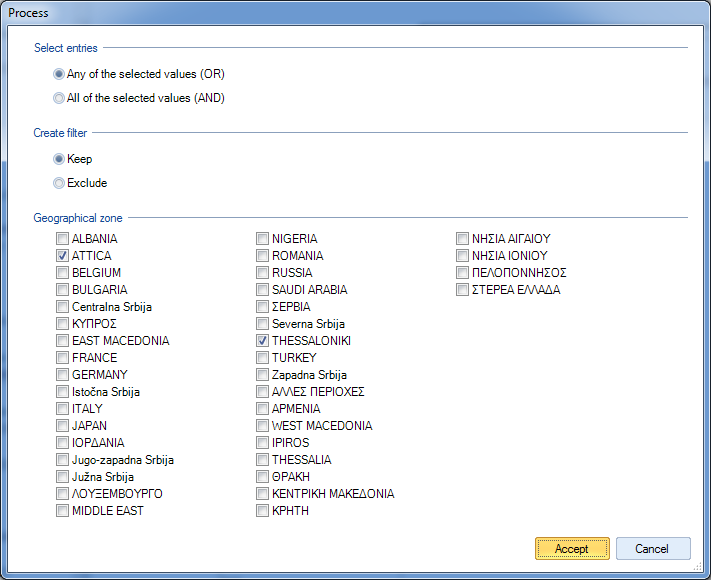 Process
Select entries
Any of the selected values (OR)
All of the selected values (AND)
Create filter
Keep
Exclude
Geographical zone
ALBANIA
ATTICA
BELGIUM
BULGARIA
Centralna Srbija
ΚΥΠΡΟΣ
EAST MACEDONIA
FRANCE
GERMANY
Istočna Srbija
ITALY
JAPAN
ΙΟΡΔΑΝΙΑ
Jugo-zapadna Srbija
Južna Srbija
ΛΟΥΞΕΜΒΟΥΡΓΟ
MIDDLE EAST
NIGERIA
ROMANIA
RUSSIA
SAUDI ARABIA
ΣΕΡΒΙΑ
Severna Srbija
THESSALONIKI
TURKEY
Zapadna Srbija
ΑΛΛΕΣ ΠΕΡΙΟΧΕΣ
ΑΡΜΕΝΙΑ
WEST MACEDONIA
IPIROS
THESSALIA
ΘΡΑΚΗ
ΚΕΝΤΡΙΚΗ ΜΑΚΕΔΟΝΙΑ
ΚΡΗΤΗ
ΝΗΣΙΑ ΑΙΓΑΙΟΥ
ΝΗΣΙΑ ΙΟΝΙΟΥ
ΠΕΛΟΠΟΝΝΗΣΟΣ
ΣΤΕΡΕΑ ΕΛΛΑΔΑ
Accept
Cancel